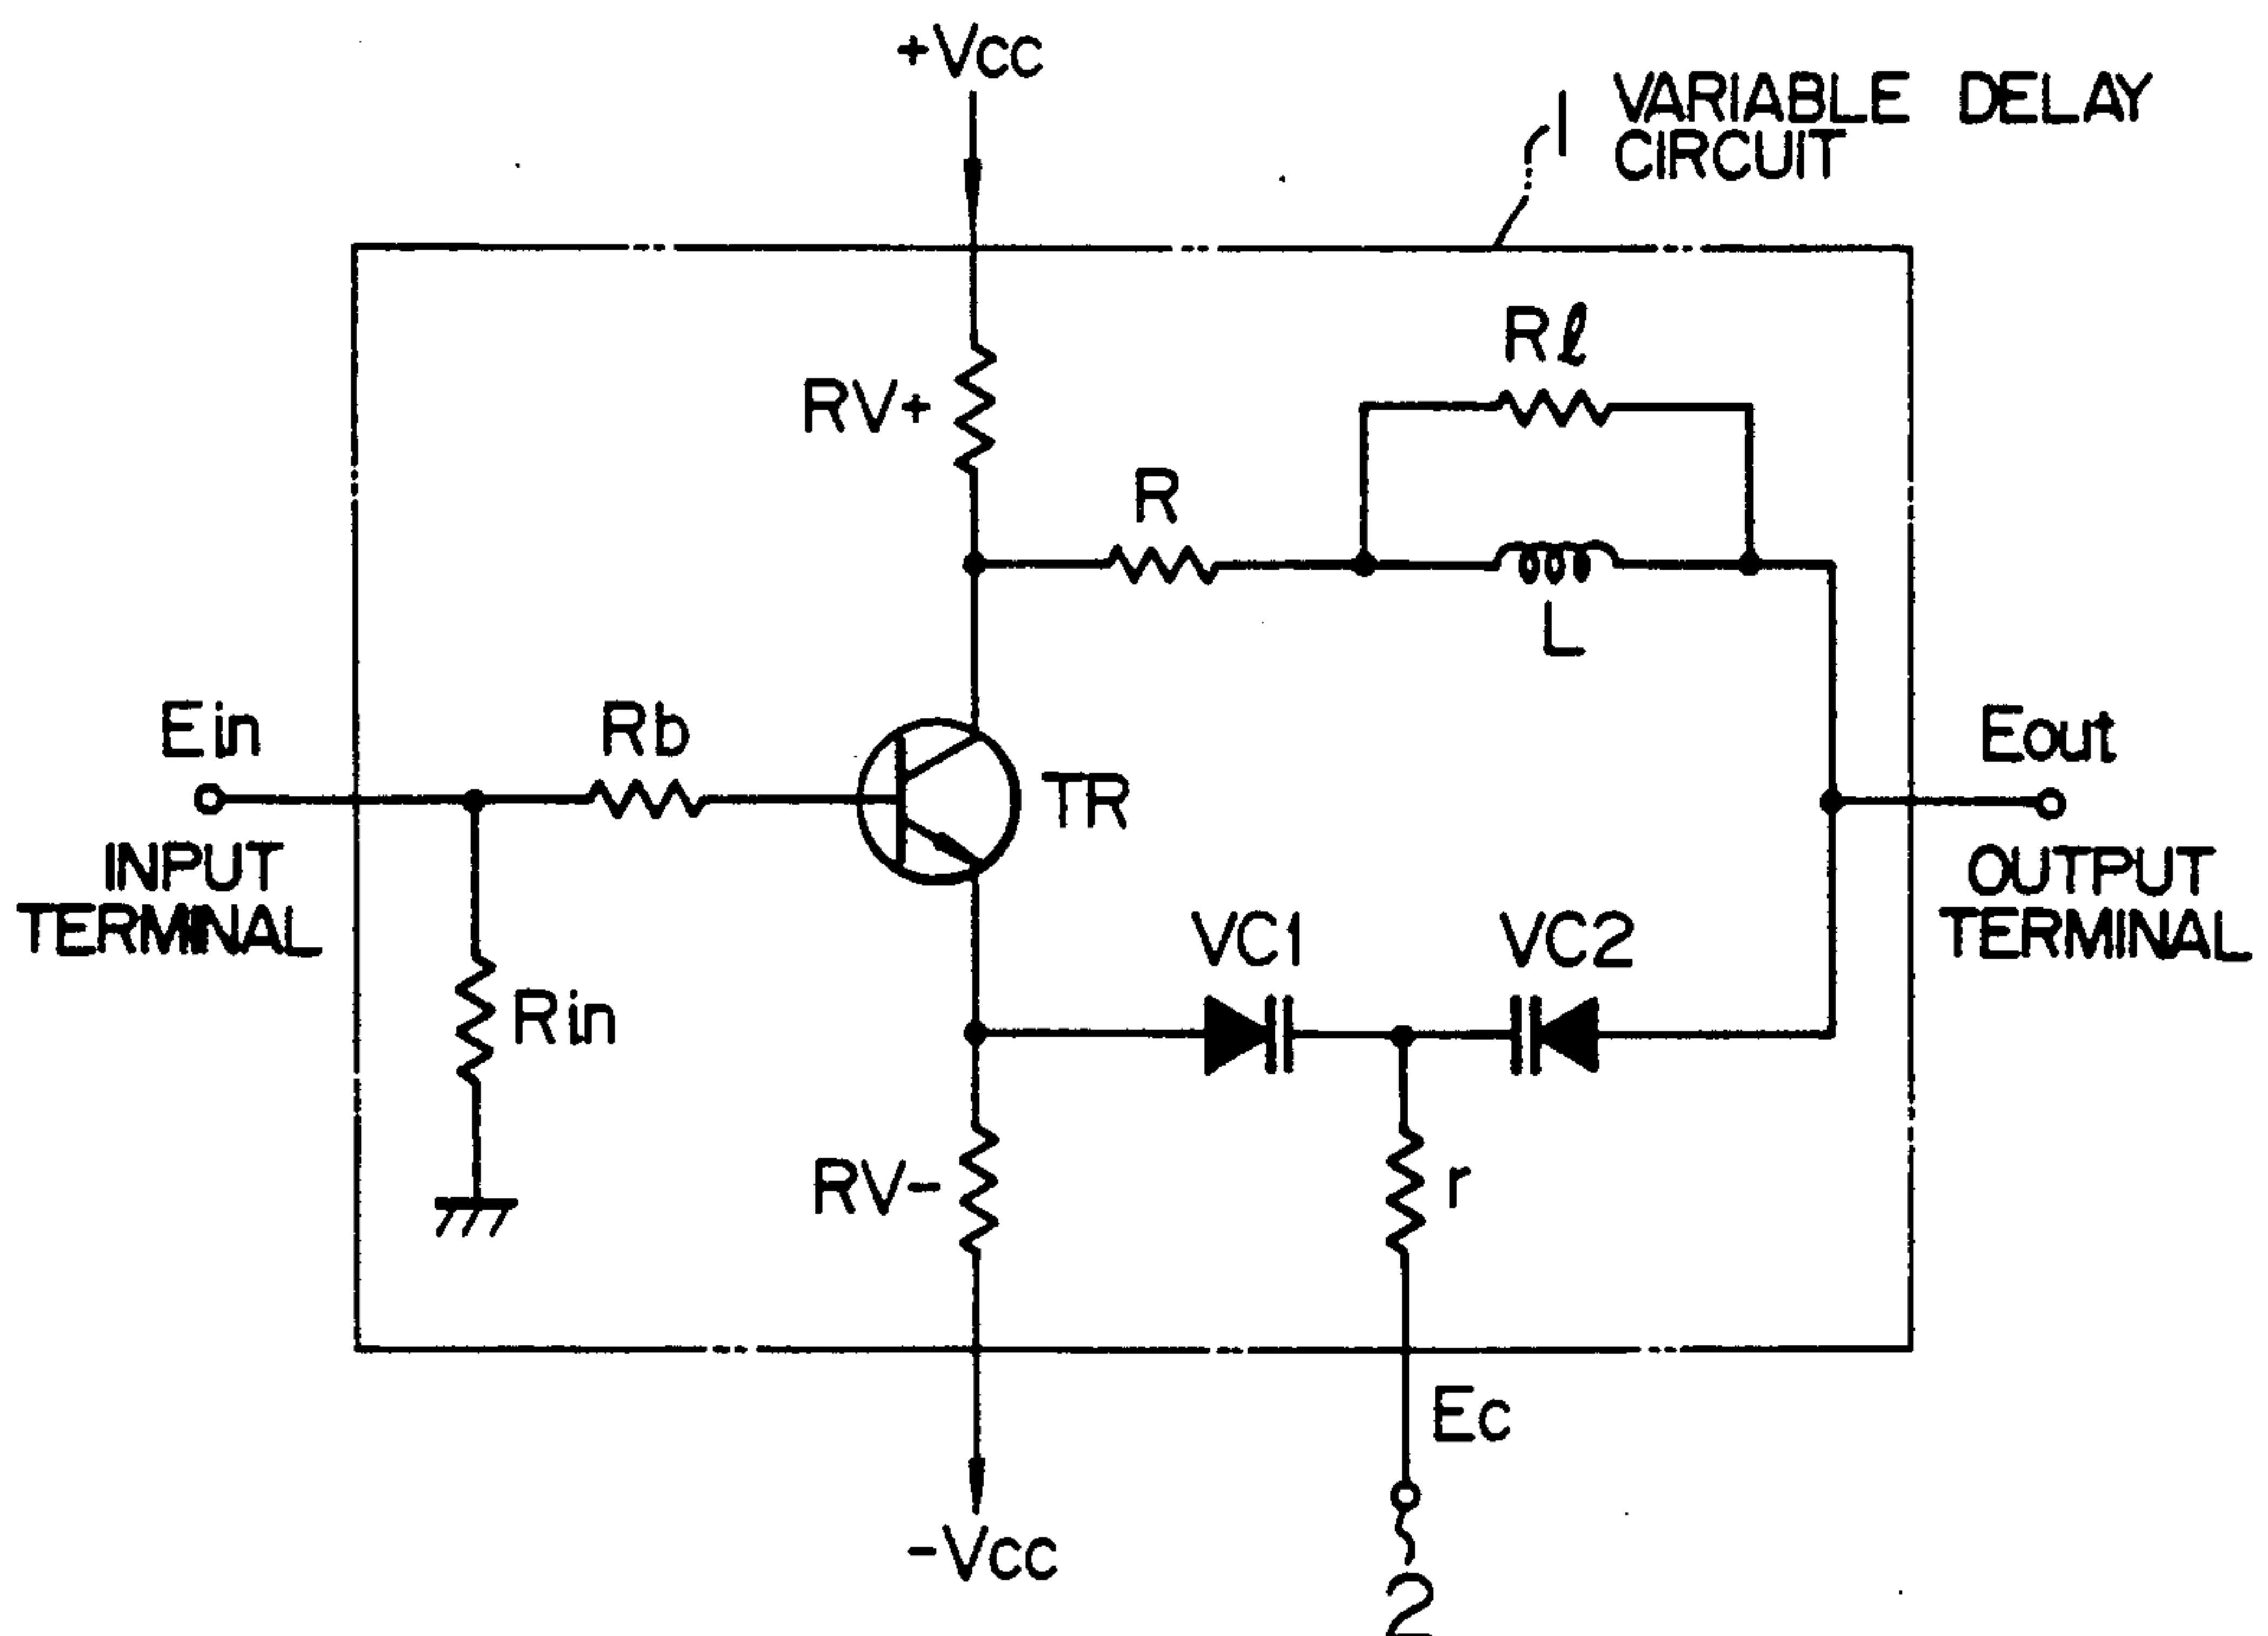 +Vcc
1 VARIABLE DELAY
CIRCUIT
Rℓ
RV+
R
L
Ein
Rb
TR
Eout
INPUT
TERMINAL
OUTPUT
TERMINAL
VC1
VC2
Rin
RV-
r
Ec
-Vcc
2